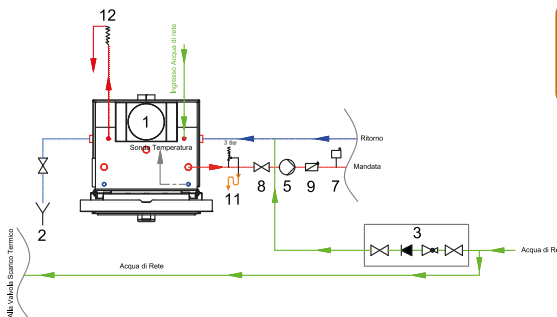 12
Ingresso Acqua di rete
1
Sonda Temperatura
3 Bar
Ritorno
Mandata
11
8
5
9
7
2
3
Acqua di Re
Acqua di Rete
Alla Valvola Scarico Termico